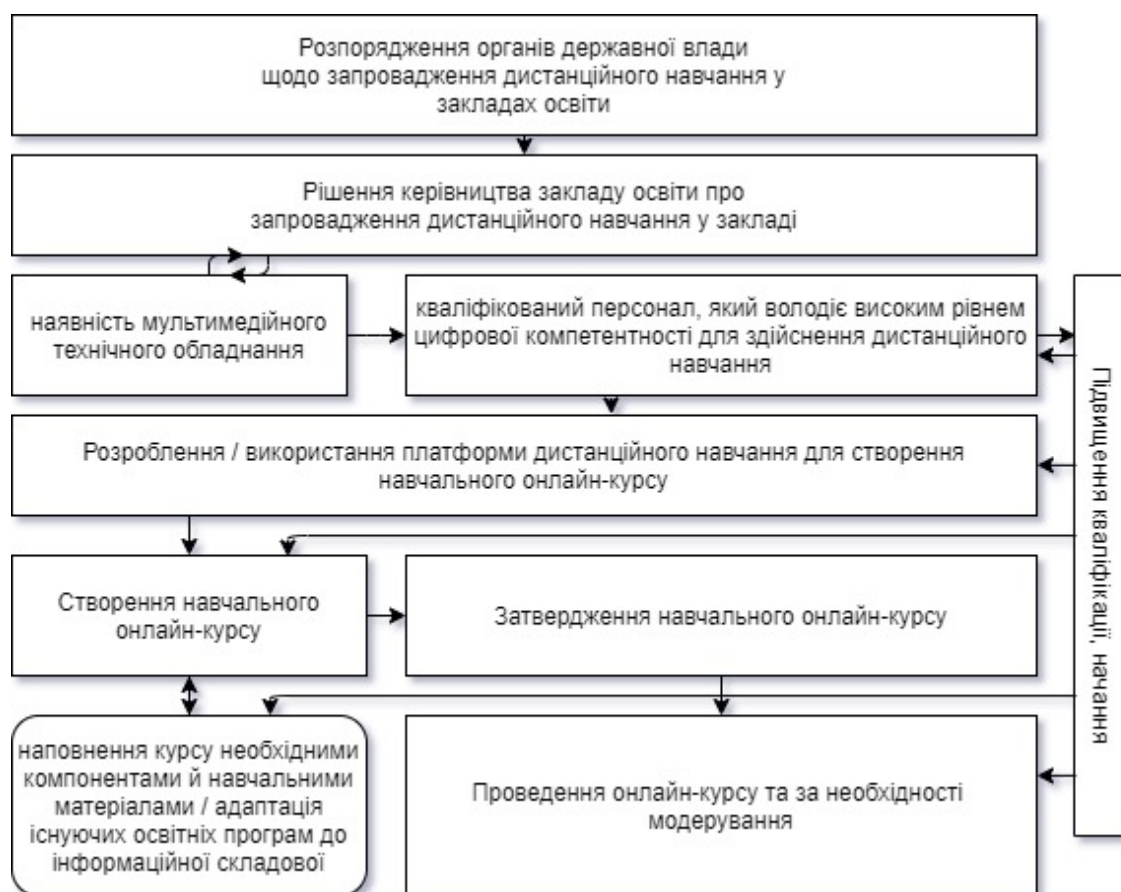 Розпорядження органів державної влади
щодо запровадження дистанційного навчання у
закладах освіти
Рішення керівництва закладу освіти про
запровадження дистанційного навчання у закладі
наявність мультимедійного
технічного обладнання
кваліфікований персонал, який володіє високим рівнем
цифрової компетентності для здійснення дистанційного
навчання
Підвищення кваліфікації, начання
Розроблення / використання платформи дистанційного навчання для створення
навчального онлайн-курсу
Створення навчального
онлайн-курсу
Затвердження навчального онлайн-курсу
наповнення курсу необхідними
компонентами й навчальними
матеріалами / адаптація
існуючих освітніх програм до
інформаційної складової
Проведення онлайн-курсу та за необхідності
модерування